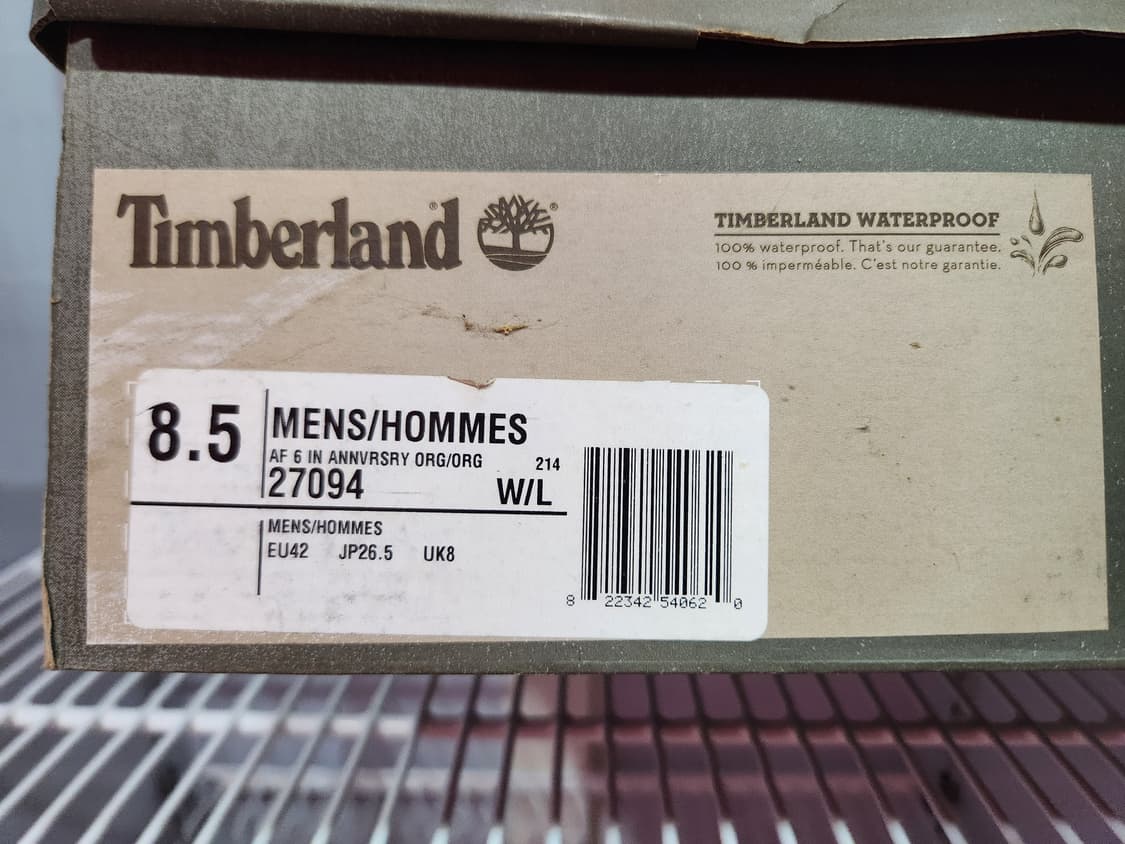 Timberland®
®
TIMBERLAND WATERPROOF
100% waterproof. That's our guarantee.
100 % imperméable. C'est notre garantie.
8.5
MENS/HOMMES
AF 6 IN ANNVRSRY ORG/ORG 214
27094 W/L
MENS/HOMMES
EU42 JP26.5 UK8
8 22342 54062 0